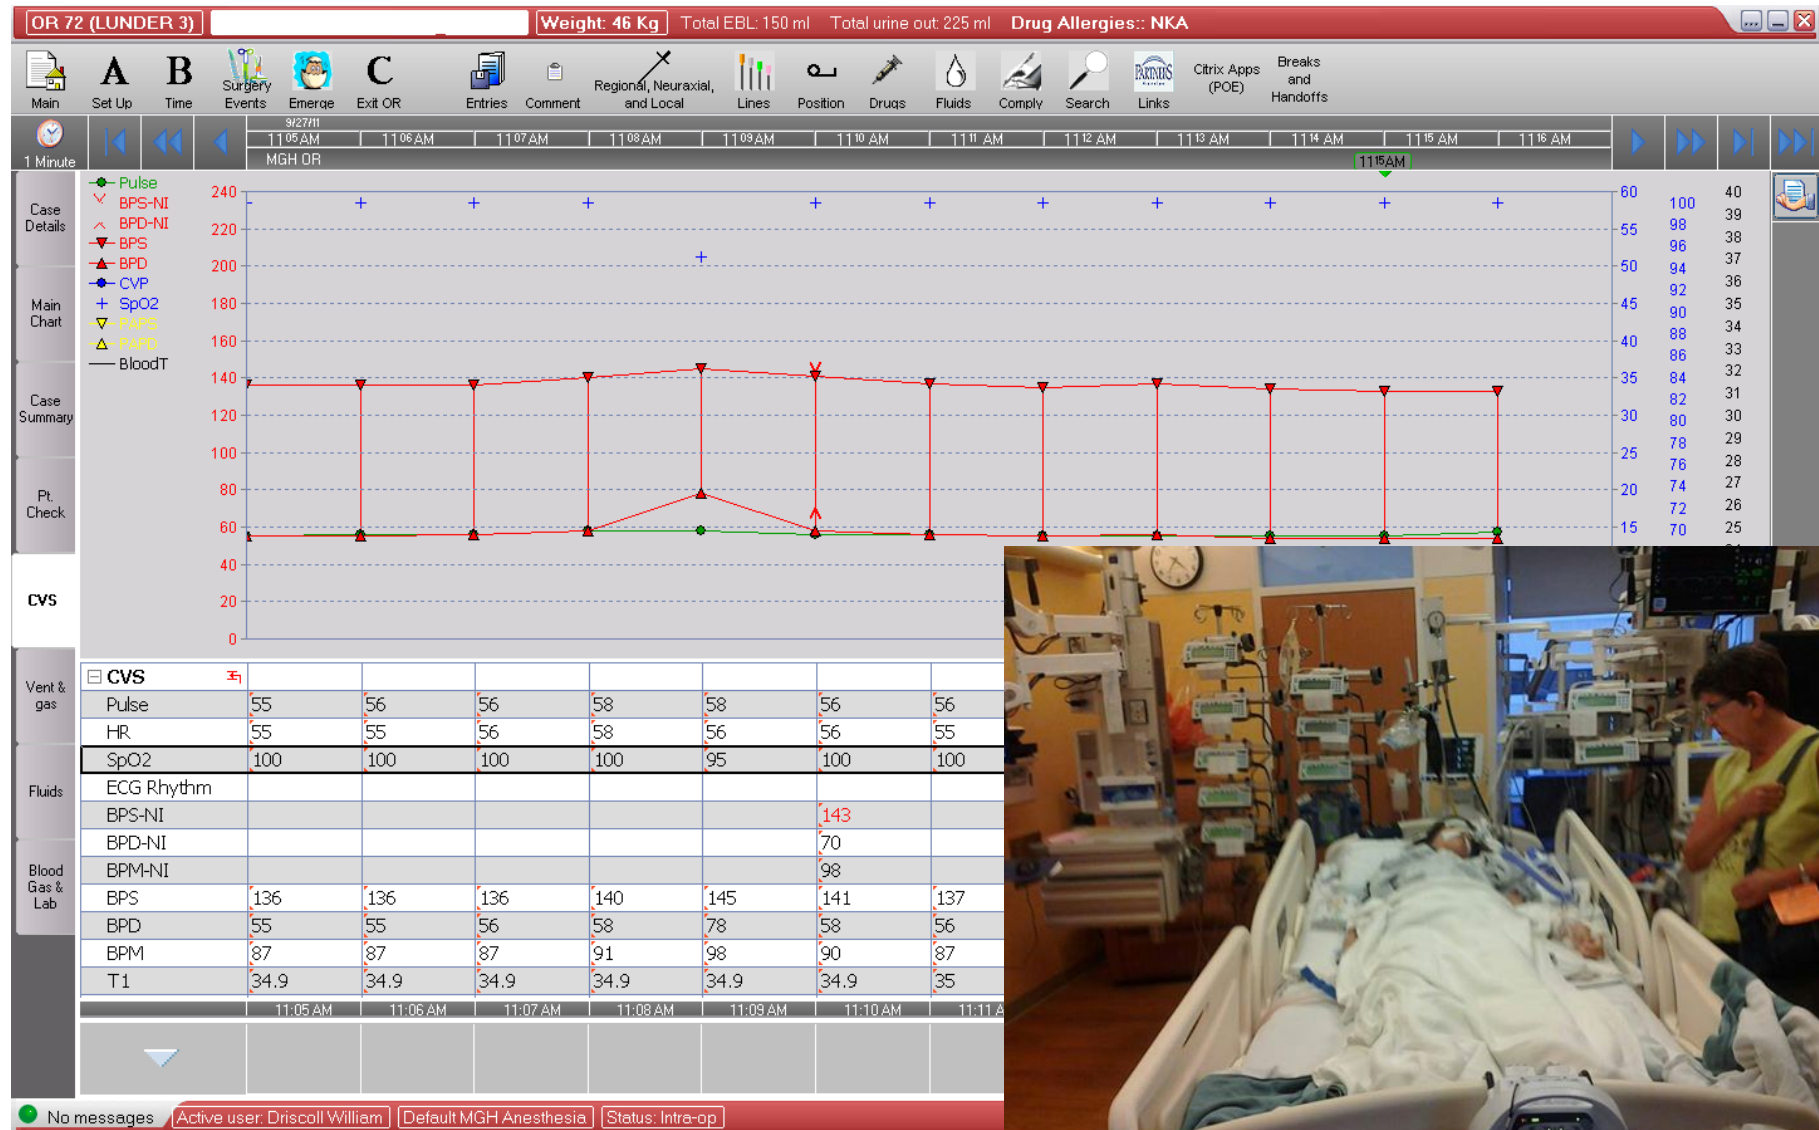 OR 72 (LUNDER 3) Weight: 46 Kg Total EBL: 150 ml Total urine out: 225 ml Drug Allergies:: NKA
A B C
Main Set Up Time Surgery Events Emerge Exit OR Entries Comment Regional, Neuraxial, and Local Lines Position Drugs Fluids Comply Search PARTNERS Links Citrix Apps (POE) Breaks and Handoffs
9/27/11
1 Minute 11 05 AM 11 06 AM 11 07 AM 11 08 AM 11 09 AM 11 10 AM 11 11 AM 11 12 AM 11 13 AM 11 14 AM 11 15 AM 11 16 AM
MGH OR 11 15 AM
Case Details
Main Chart
Case Summary
Pt. Check
CVS
Vent & gas
Fluids
Blood Gas & Lab
Pulse
BPS-NI
BPD-NI
BPS
BPD
CVP
SpO2
PAPS
PAPD
BloodT
240
220
200
180
160
140
120
100
80
60
40
20
0
60
55
50
45
40
35
30
25
20
15
100
98
96
94
92
90
88
86
84
82
80
78
76
74
72
70
40
39
38
37
36
35
34
33
32
31
30
29
28
27
26
25
CVS
Pulse 55 56 56 58 58 56 56
HR 55 55 56 58 56 56 55
SpO2 100 100 100 100 95 100 100
ECG Rhythm
BPS-NI 143
BPD-NI 70
BPM-NI 98
BPS 136 136 136 140 145 141 137
BPD 55 55 56 58 78 58 56
BPM 87 87 87 91 98 90 87
T1 34.9 34.9 34.9 34.9 34.9 34.9 35
11:05 AM 11:06 AM 11:07 AM 11:08 AM 11:09 AM 11:10 AM 11:11 A
No messages Active user: Driscoll William Default MGH Anesthesia Status: Intra-op